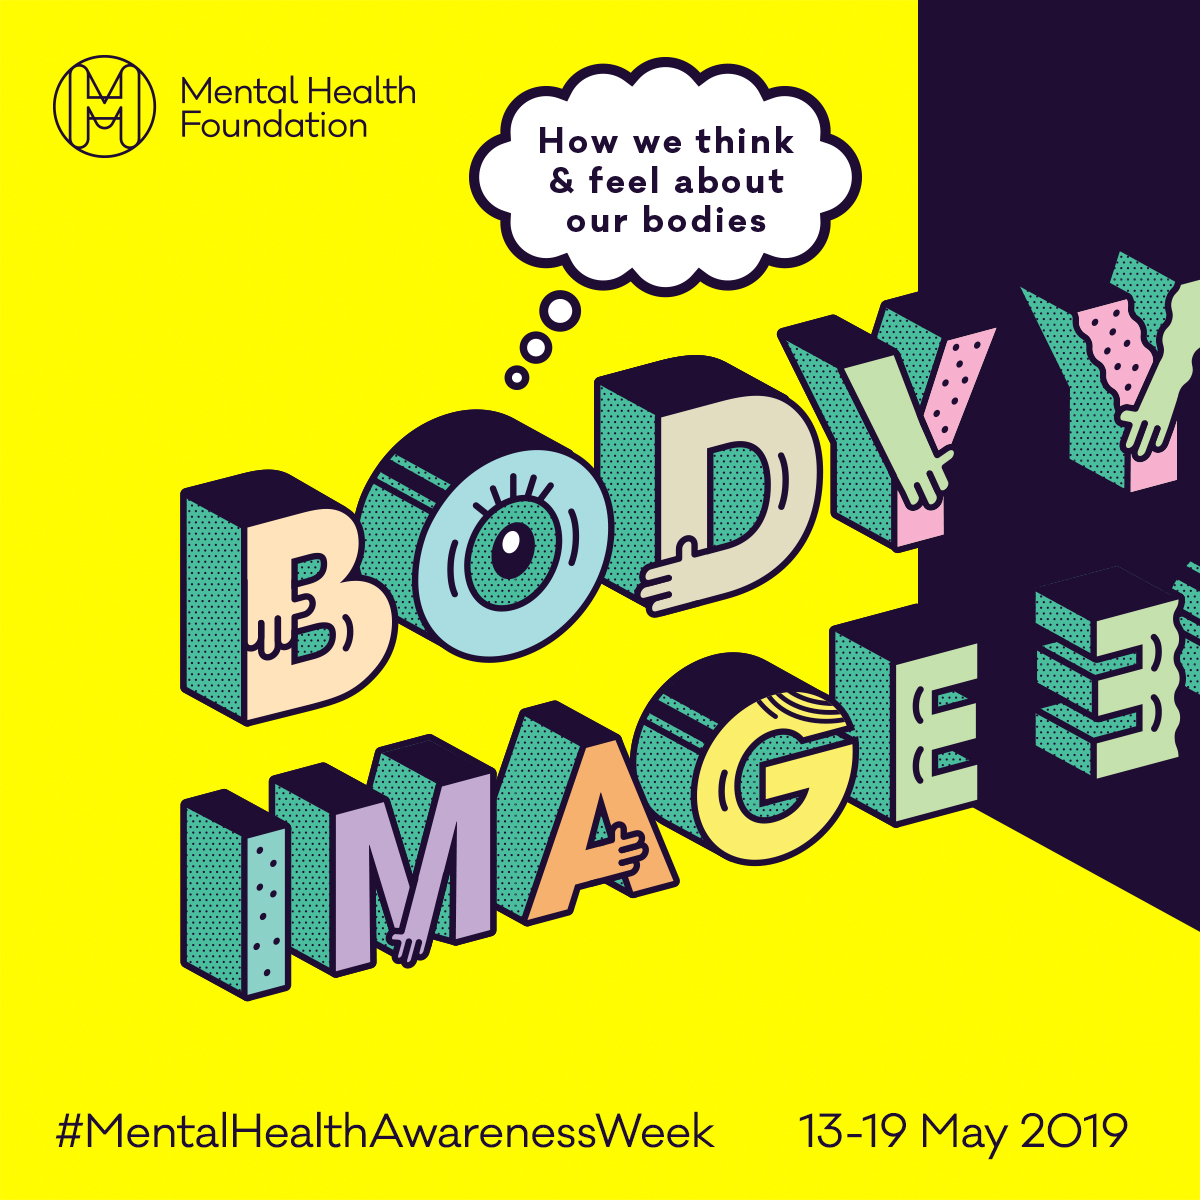 Mental Health
Foundation
How we think
& feel about
our bodies
BODY
IMAGE
#MentalHealthAwarenessWeek
13-19 May 2019